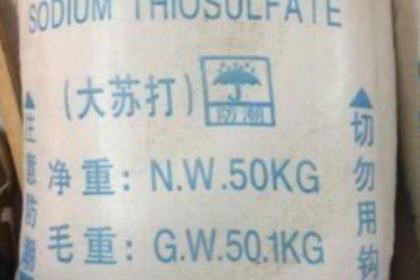 SODIUM THIOSULFATE
(大苏打)
防潮
净重: N.W.50KG
毛重: G.W.50.1KG
注意防潮
切勿用钩